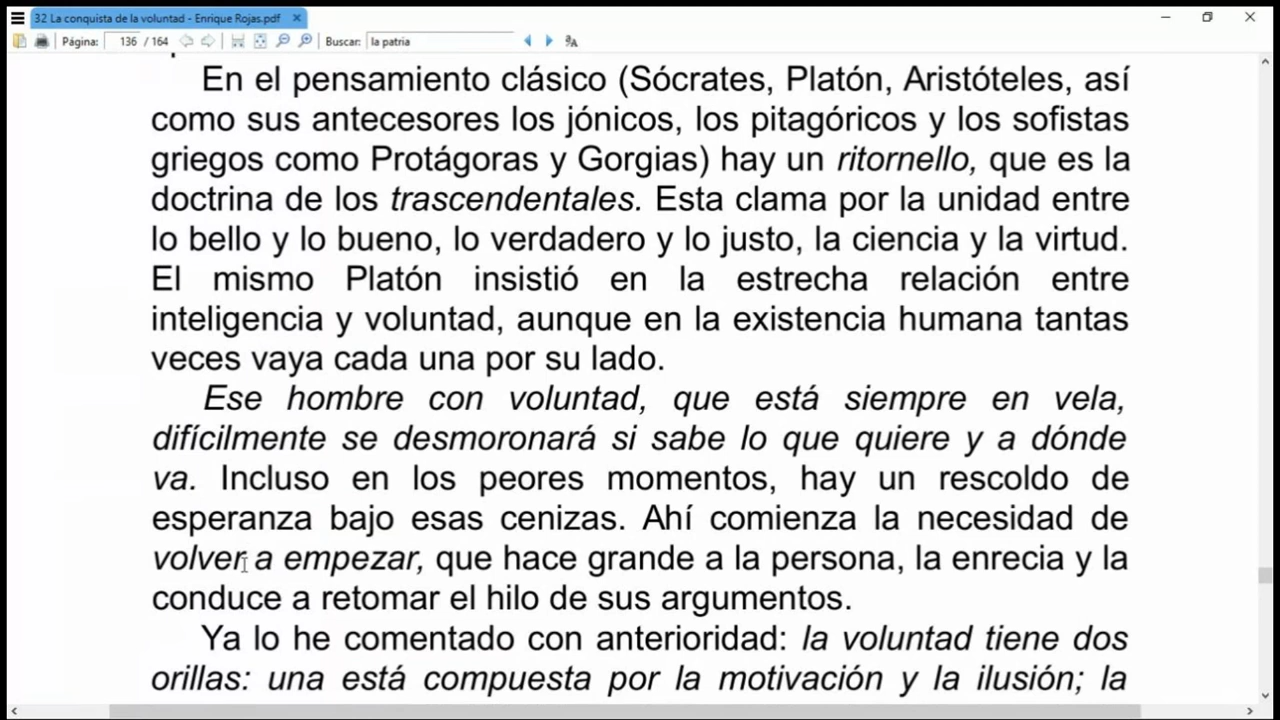 32 La conquista de la voluntad - Enrique Rojas.pdf
Página: 136 / 164 Buscar: la patria
En el pensamiento clásico (Sócrates, Platón, Aristóteles, así
como sus antecesores los jónicos, los pitagóricos y los sofistas
griegos como Protágoras y Gorgias) hay un ritornello, que es la
doctrina de los trascendentales. Esta clama por la unidad entre
lo bello y lo bueno, lo verdadero y lo justo, la ciencia y la virtud.
El mismo Platón insistió en la estrecha relación entre
inteligencia y voluntad, aunque en la existencia humana tantas
veces vaya cada una por su lado.
Ese hombre con voluntad, que está siempre en vela,
difícilmente se desmoronará si sabe lo que quiere y a dónde
va. Incluso en los peores momentos, hay un rescoldo de
esperanza bajo esas cenizas. Ahí comienza la necesidad de
volver a empezar, que hace grande a la persona, la enrecia y la
conduce a retomar el hilo de sus argumentos.
Ya lo he comentado con anterioridad: la voluntad tiene dos
orillas: una está compuesta por la motivación y la ilusión; la